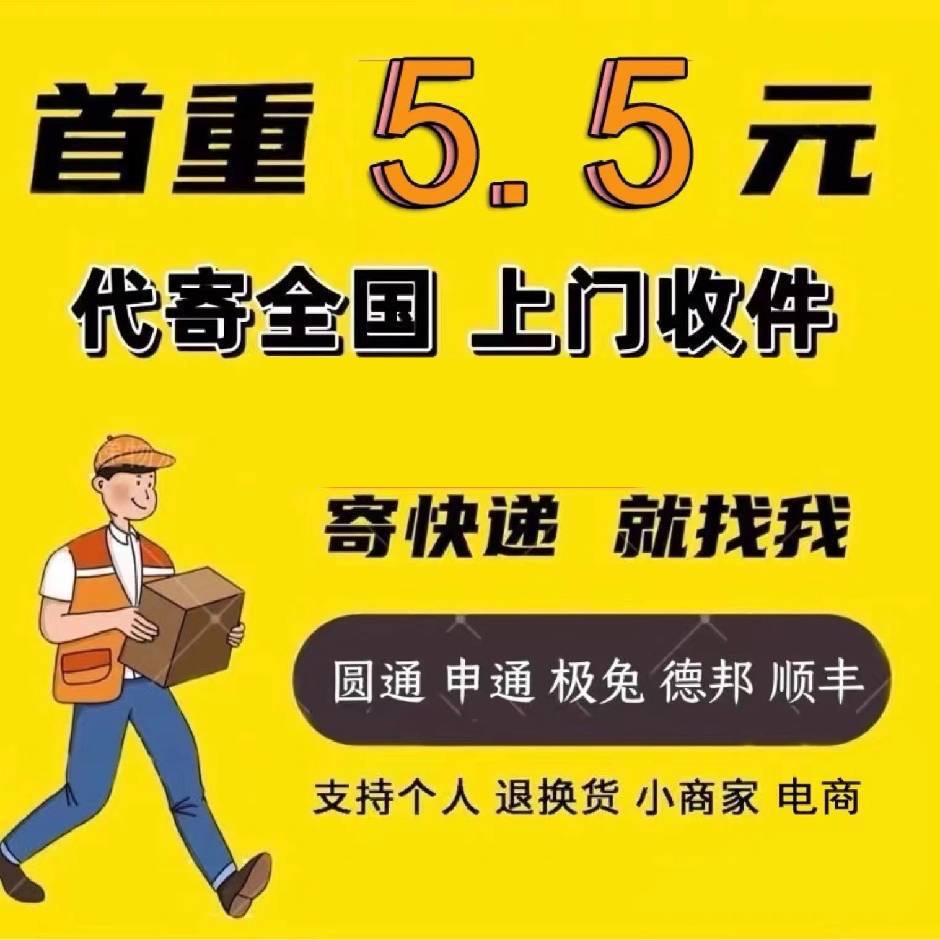 首重5.5元
代寄全国 上门收件
寄快递 就找我
圆通 申通 极兔 德邦 顺丰
支持个人 退换货 小商家 电商